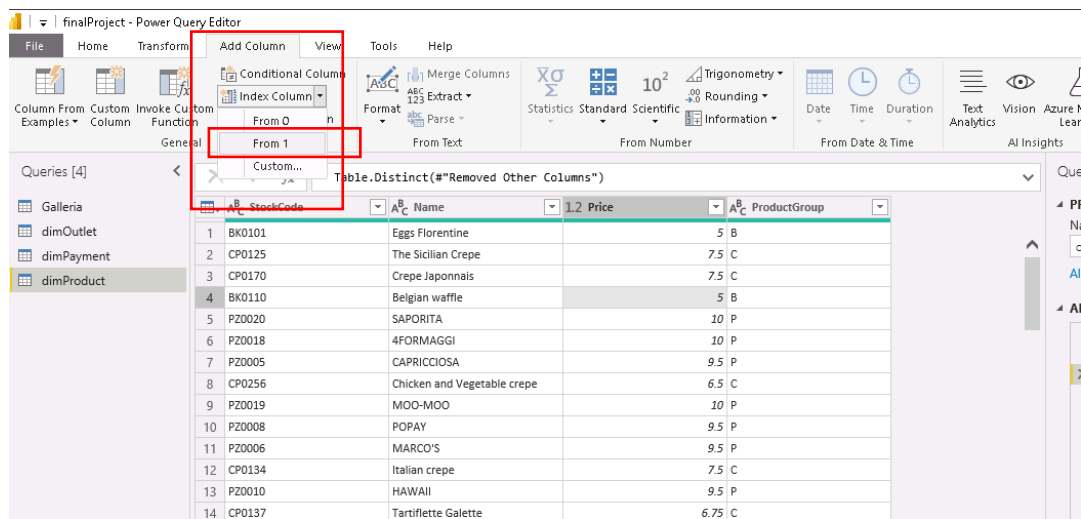 finalProject - Power Query Editor
File Home Transform Add Column View Tools Help
Column From Examples Custom Column Invoke Custom Function
Conditional Column
Index Column
From 0
From 1
Custom...
General
Format
Merge Columns
ABC 123 Extract
abc Parse
From Text
Statistics Standard Scientific
10²
Trigonometry
.00 Rounding
Information
From Number
Date Time Duration
From Date & Time
Text Analytics Vision
AI Insights
Queries [4]
Galleria
dimOutlet
dimPayment
dimProduct
Table.Distinct(#"Removed Other Columns")
StockCode Name 1.2 Price ProductGroup
1 BK0101 Eggs Florentine 5 B
2 CP0125 The Sicilian Crepe 7.5 C
3 CP0170 Crepe Japonnais 7.5 C
4 BK0110 Belgian waffle 5 B
5 PZ0020 SAPORITA 10 P
6 PZ0018 4FORMAGGI 10 P
7 PZ0005 CAPRICCIOSA 9.5 P
8 CP0256 Chicken and Vegetable crepe 6.5 C
9 PZ0019 MOO-MOO 10 P
10 PZ0008 POPAY 9.5 P
11 PZ0006 MARCO'S 9.5 P
12 CP0134 Italian crepe 7.5 C
13 PZ0010 HAWAII 9.5 P
14 CP0137 Tartiflette Galette 6.75 C